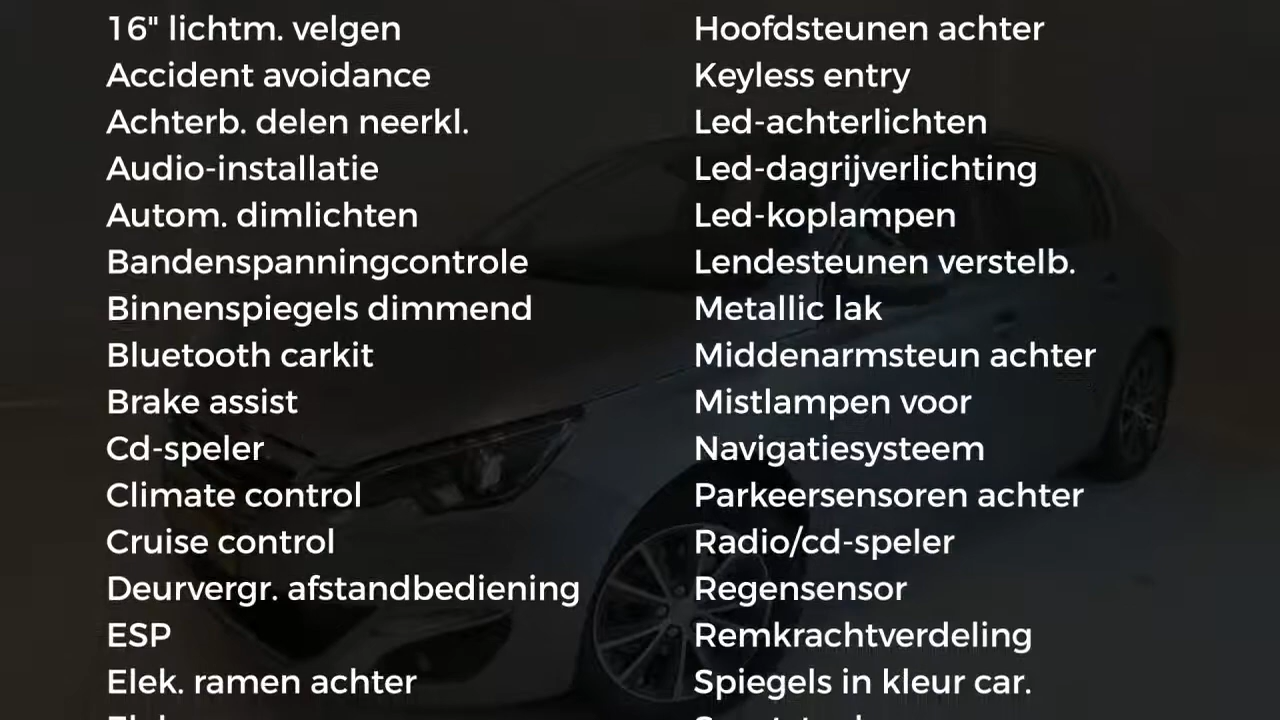 16" lichtm. velgen
Accident avoidance
Achterb. delen neerkl.
Audio-installatie
Autom. dimlichten
Bandenspanningcontrole
Binnenspiegels dimmend
Bluetooth carkit
Brake assist
Cd-speler
Climate control
Cruise control
Deurvergr. afstandbediening
ESP
Elek. ramen achter
Hoofdsteunen achter
Keyless entry
Led-achterlichten
Led-dagrijverlichting
Led-koplampen
Lendesteunen verstelb.
Metallic lak
Middenarmsteun achter
Mistlampen voor
Navigatiesysteem
Parkeersensoren achter
Radio/cd-speler
Regensensor
Remkrachtverdeling
Spiegels in kleur car.